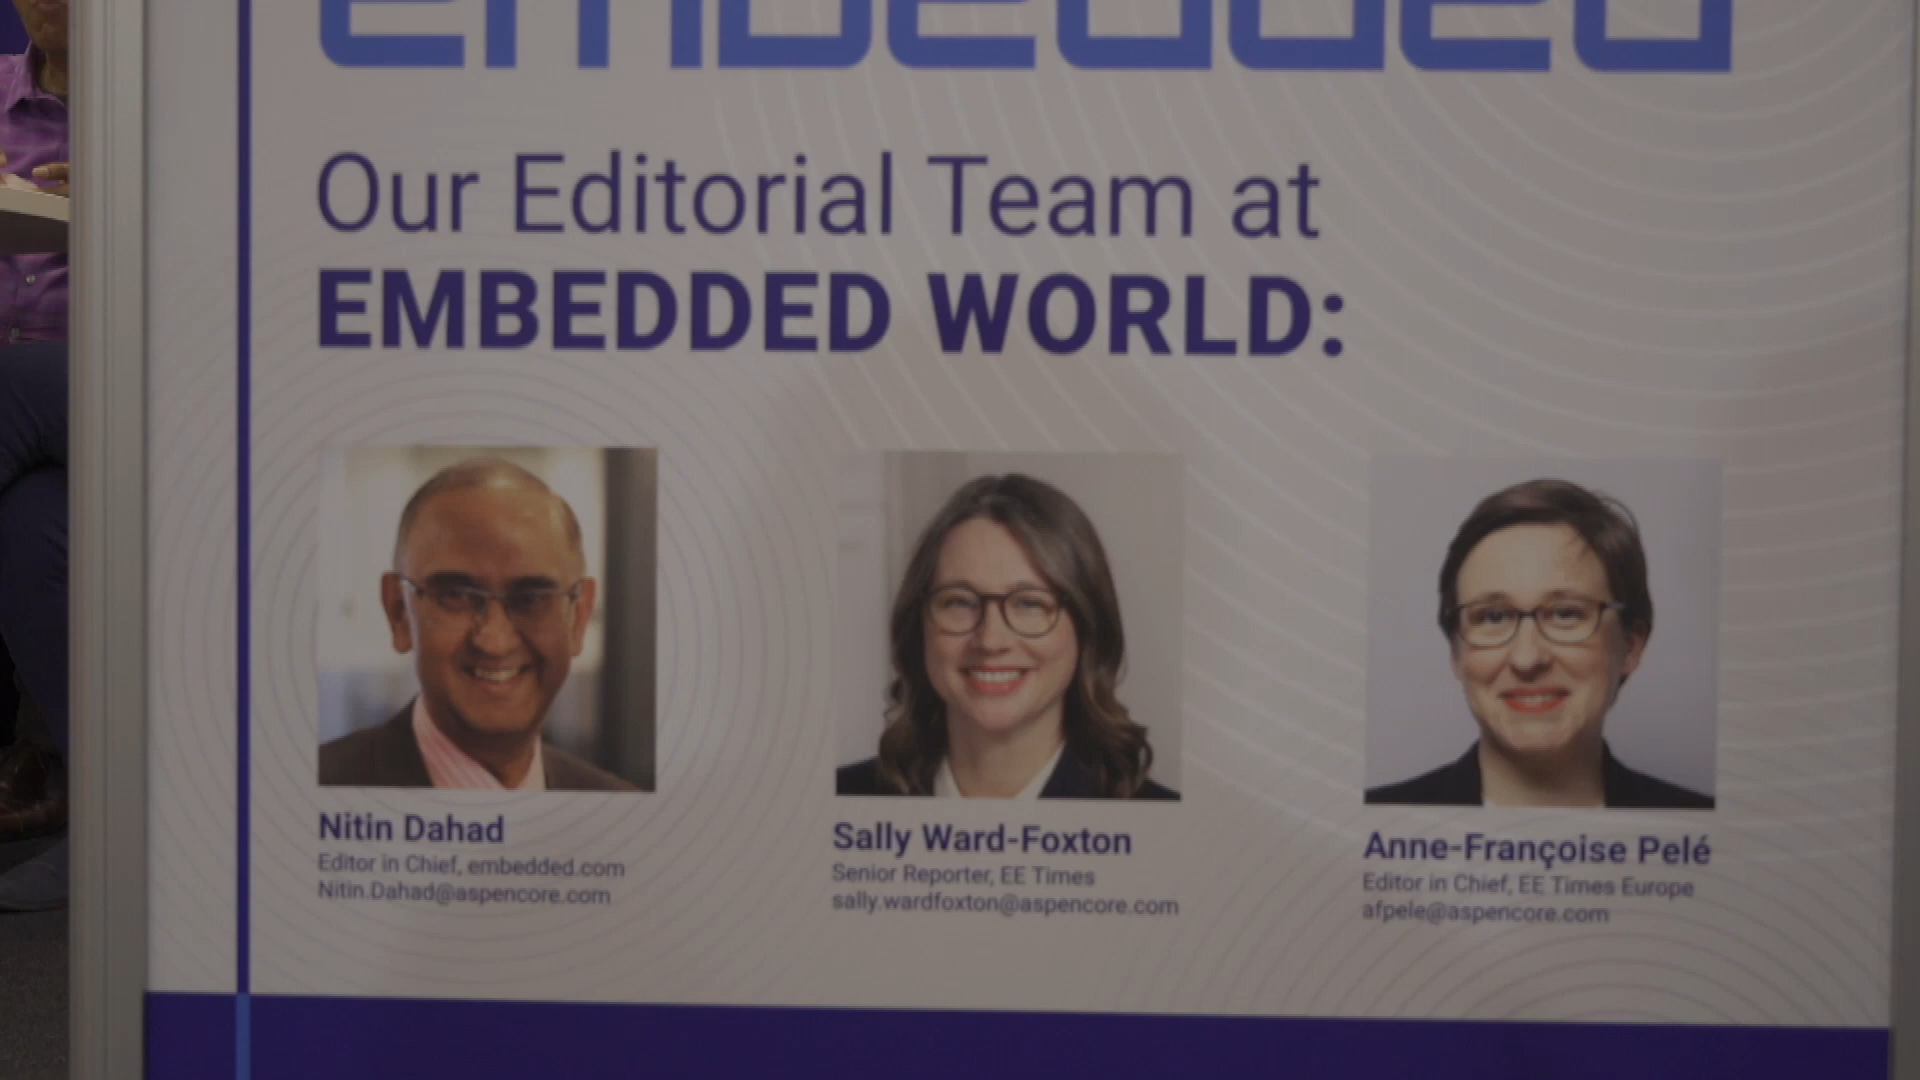 embedded
Our Editorial Team at
EMBEDDED WORLD:
Nitin Dahad
Editor in Chief, embedded.com
Nitin.Dahad@aspencore.com
Sally Ward-Foxton
Senior Reporter, EE Times
sally.wardfoxton@aspencore.com
Anne-Françoise Pelé
Editor in Chief, EE Times Europe
afpele@aspencore.com